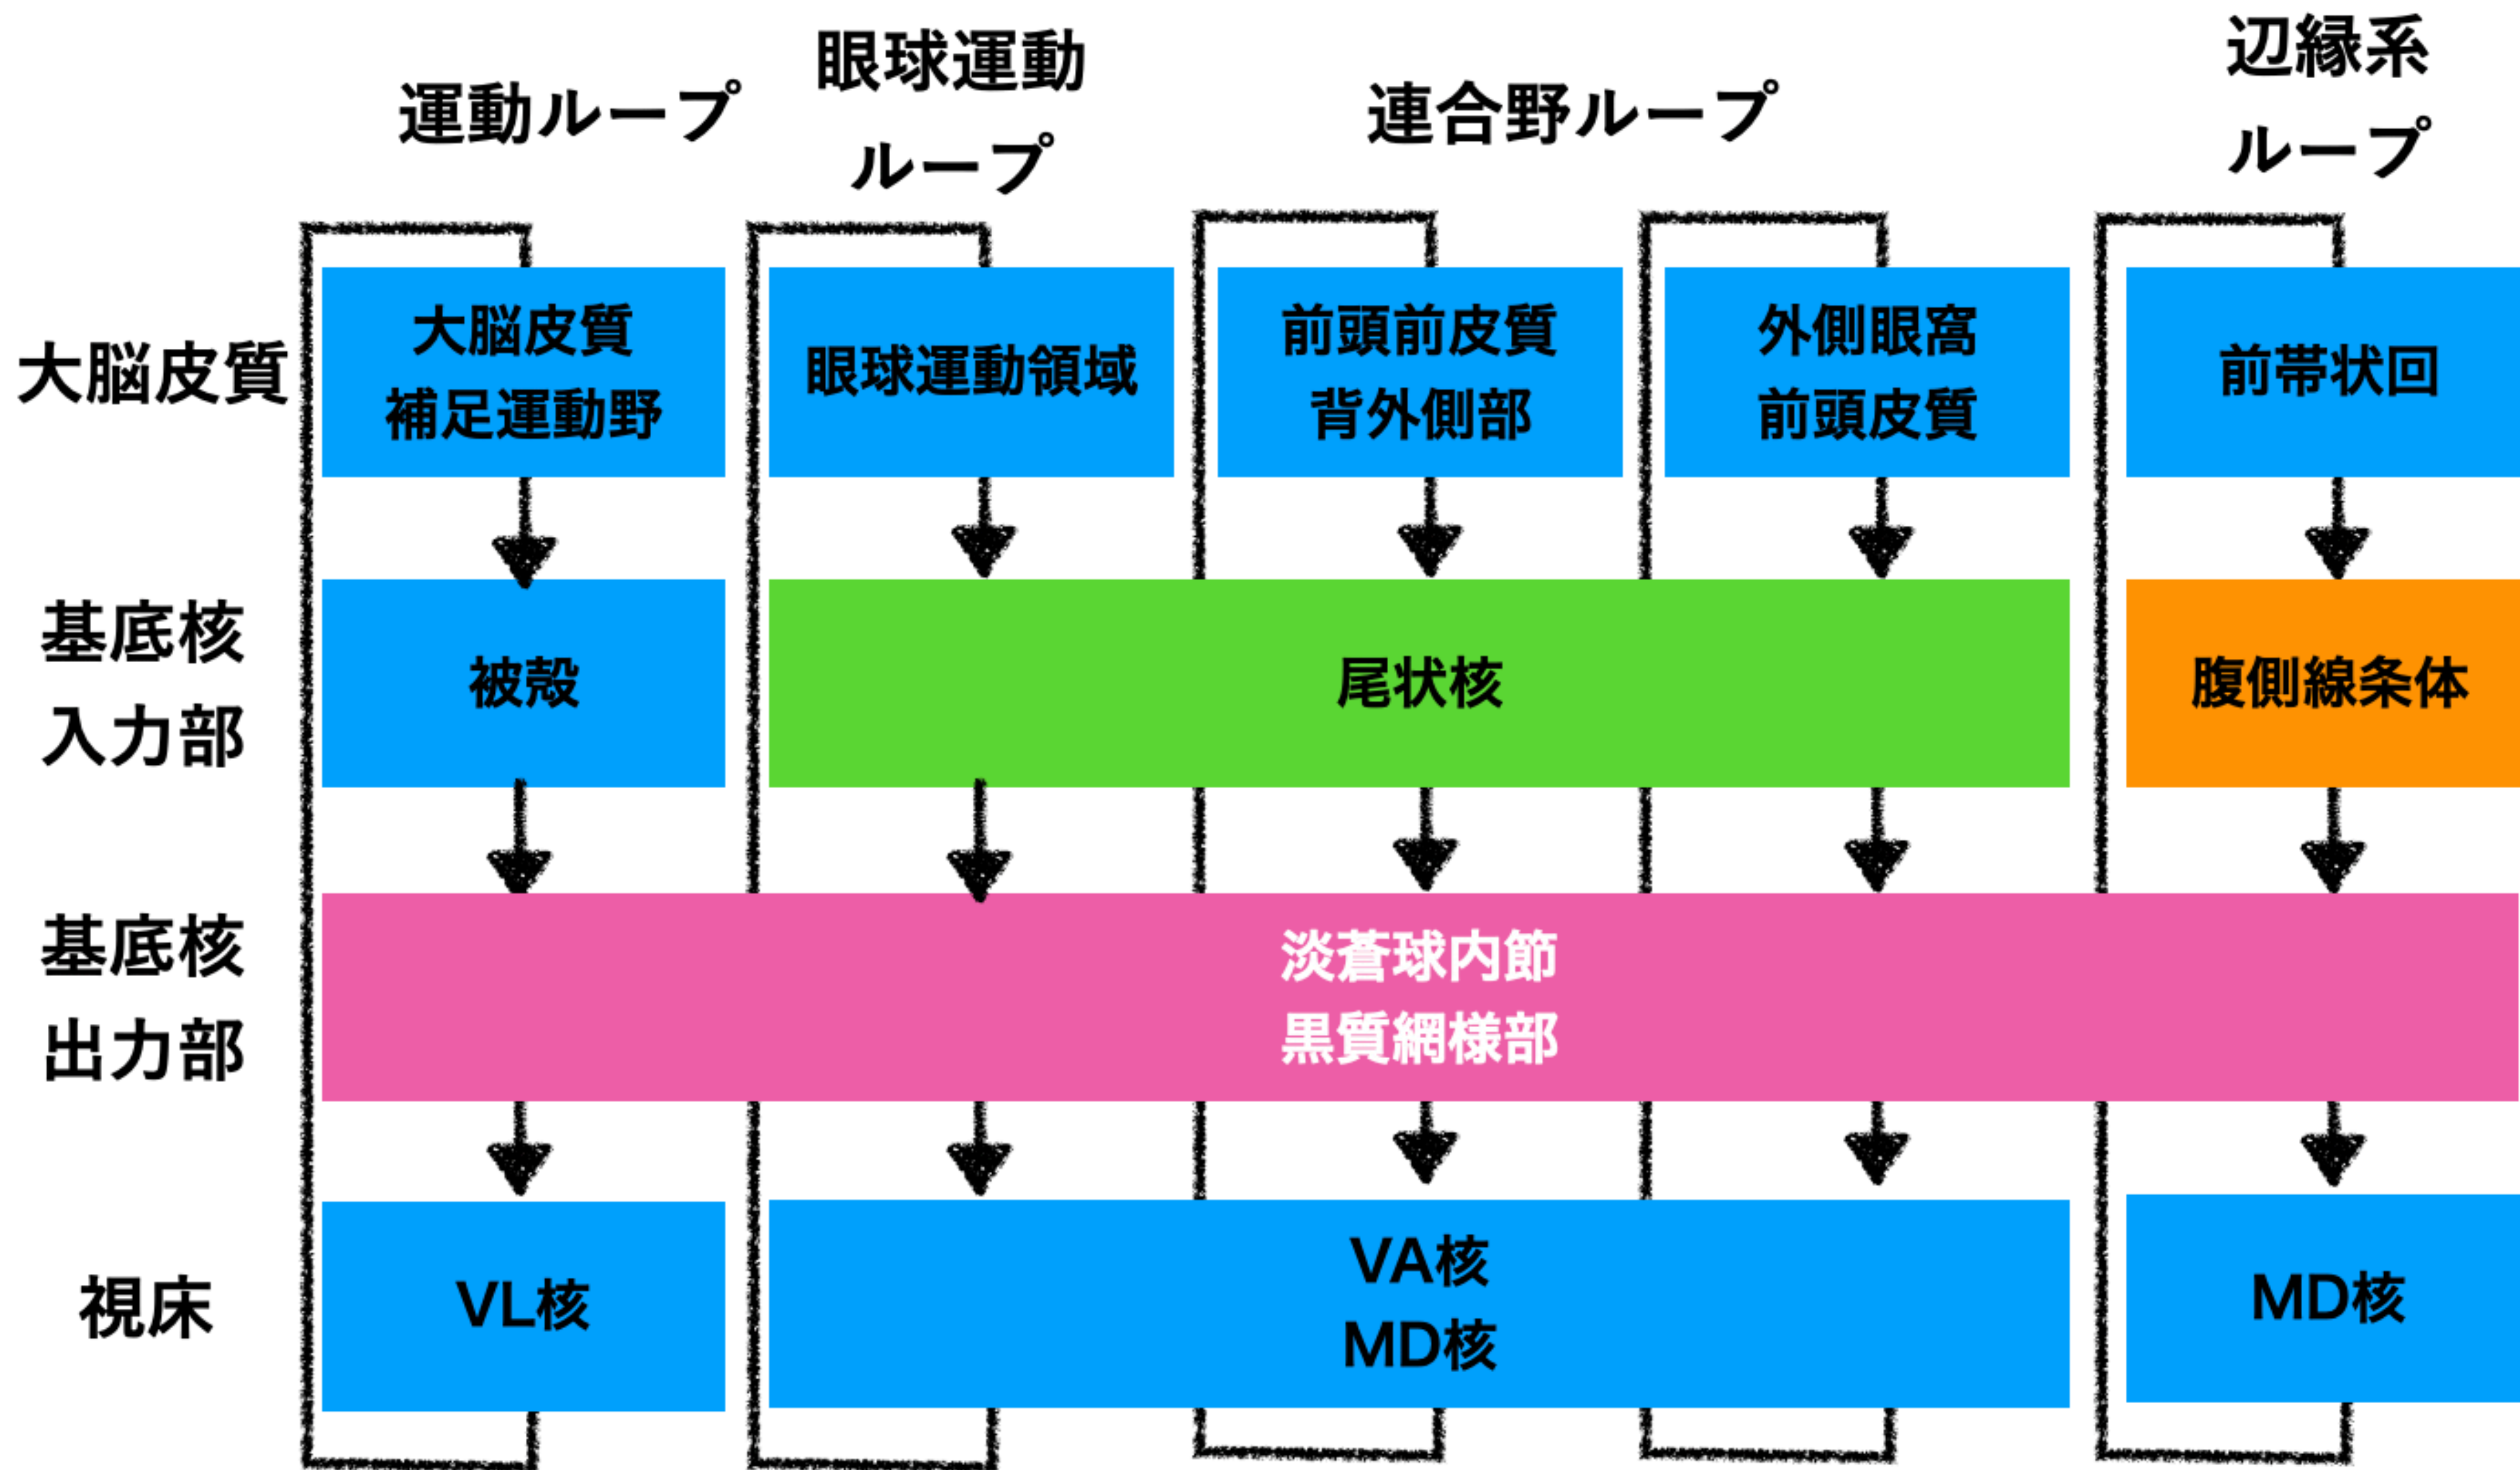 運動ループ
眼球運動
ループ
連合野ループ
辺縁系
ループ
大脳皮質
大脳皮質
補足運動野
眼球運動領域
前頭前皮質
背外側部
外側眼窩
前頭皮質
前帯状回
基底核
入力部
被殻
尾状核
腹側線条体
基底核
出力部
淡蒼球内節
黒質網様部
視床
VL核
VA核
MD核
MD核